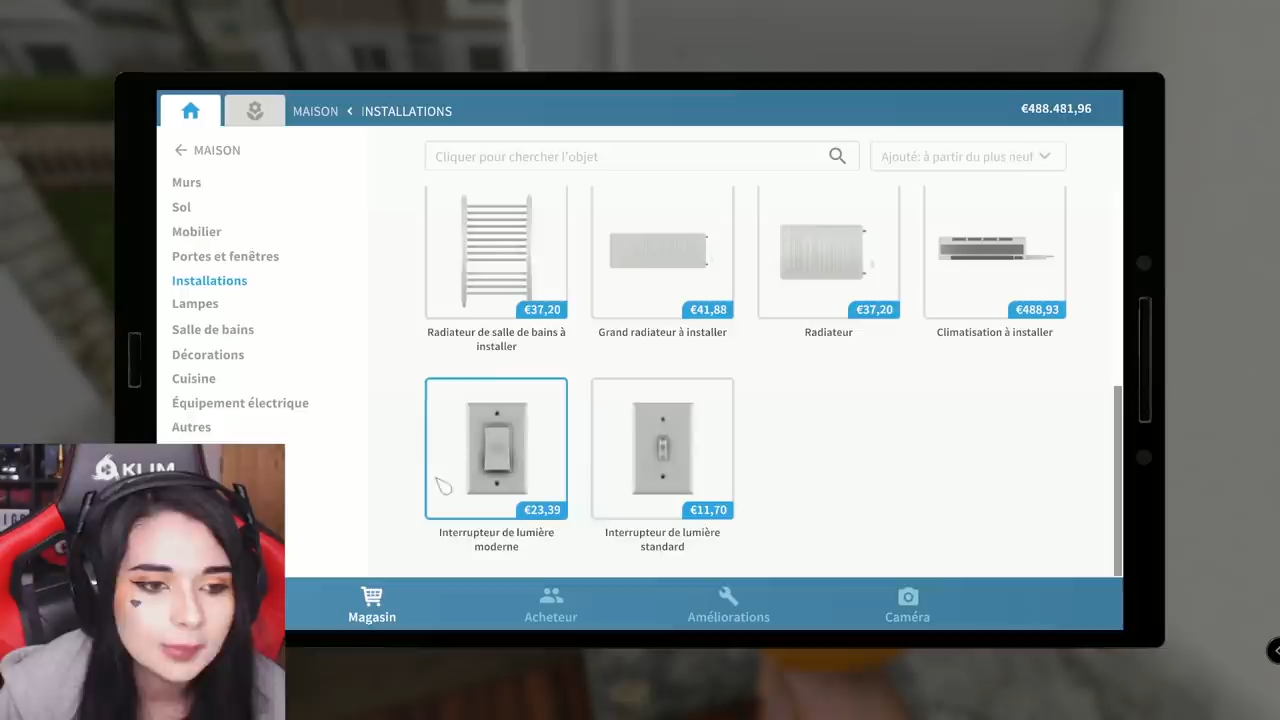 MAISON < INSTALLATIONS
€488.481,96
← MAISON
Cliquer pour chercher l'objet
Ajouté: à partir du plus neuf
Murs
Sol
Mobilier
Portes et fenêtres
Installations
Lampes
Salle de bains
Décorations
Cuisine
Équipement électrique
Autres
€37,20
€41,88
€37,20
€488,93
Radiateur de salle de bains à
installer
Grand radiateur à installer
Radiateur
Climatisation à installer
€23,39
€11,70
Interrupteur de lumière
moderne
Interrupteur de lumière
standard
KLIM
Magasin
Acheteur
Améliorations
Caméra